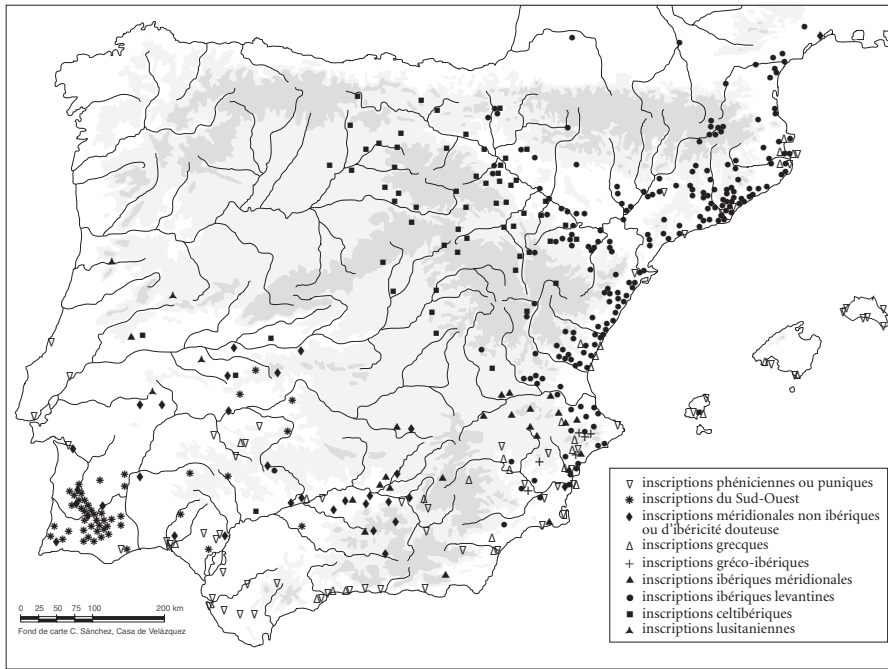 inscriptions phéniciennes ou puniques
inscriptions du Sud-Ouest
inscriptions méridionales non ibériques
ou d'ibéricité douteuse
inscriptions grecques
inscriptions gréco-ibériques
inscriptions ibériques méridionales
inscriptions ibériques levantines
inscriptions celtibériques
inscriptions lusitaniennes
0 25 50 75 100 200 km
Fond de carte C. Sánchez, Casa de Velázquez